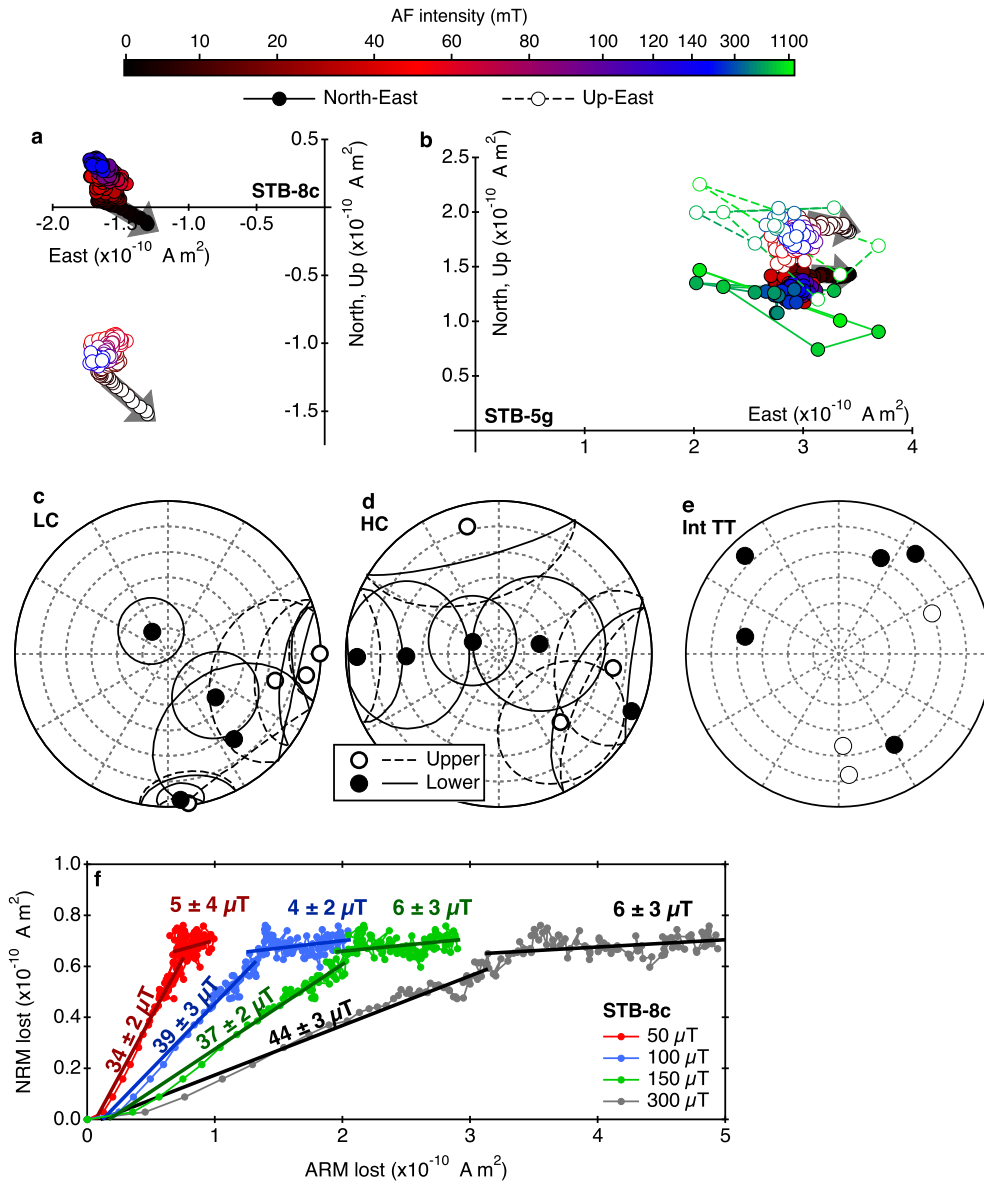 AF intensity (mT)
0 10 20 40 60 80 100 120 140 300 1100
North-East Up-East
a
0.5
STB-8c
-2.0 -1.5 -1.0 -0.5
East (x10⁻¹⁰ A m²)
-0.5
-1.0
-1.5
North, Up (x10⁻¹⁰ A m²)
b
2.5
2.0
1.5
1.0
0.5
North, Up (x10⁻¹⁰ A m²)
STB-5g
East (x10⁻¹⁰ A m²)
1 2 3 4
c
LC
d
HC
e
Int TT
Upper
Lower
f
1.0
0.8
0.6
0.4
0.2
0.0
NRM lost (x10⁻¹⁰ A m²)
5 ± 4 µT 4 ± 2 µT 6 ± 3 µT 6 ± 3 µT
34 ± 2 µT
39 ± 3 µT
37 ± 2 µT
44 ± 3 µT
STB-8c
50 µT
100 µT
150 µT
300 µT
0 1 2 3 4 5
ARM lost (x10⁻¹⁰ A m²)